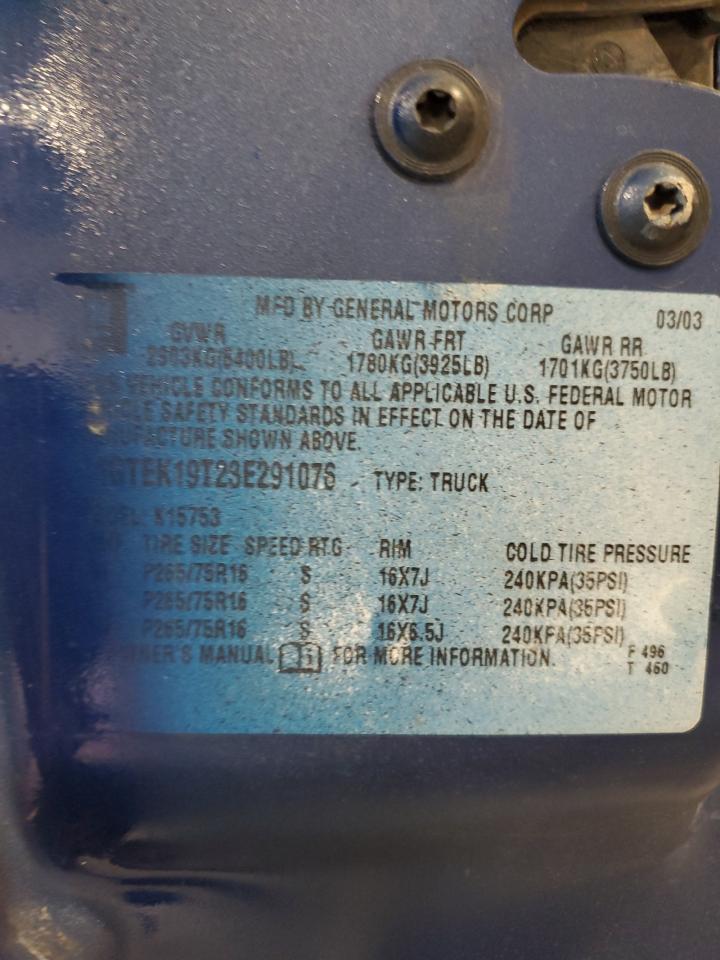 MFD BY GENERAL MOTORS CORP 03/03
GVWR GAWR FRT GAWR RR
1780KG(3925LB) 1701KG(3750LB)
VEHICLE CONFORMS TO ALL APPLICABLE U.S. FEDERAL MOTOR
SAFETY STANDARDS IN EFFECT ON THE DATE OF
SHOWN ABOVE.
TYPE: TRUCK
K15753
TIRE SIZE SPEED RTG RIM COLD TIRE PRESSURE
P265/75R16 S 16X7J 240KPA(35PSI)
P265/75R16 S 16X7J 240KPA(35PSI)
P265/75R16 S 16X6.5J 240KPA(35PSI)
MANUAL FOR MORE INFORMATION. F 496
T 460